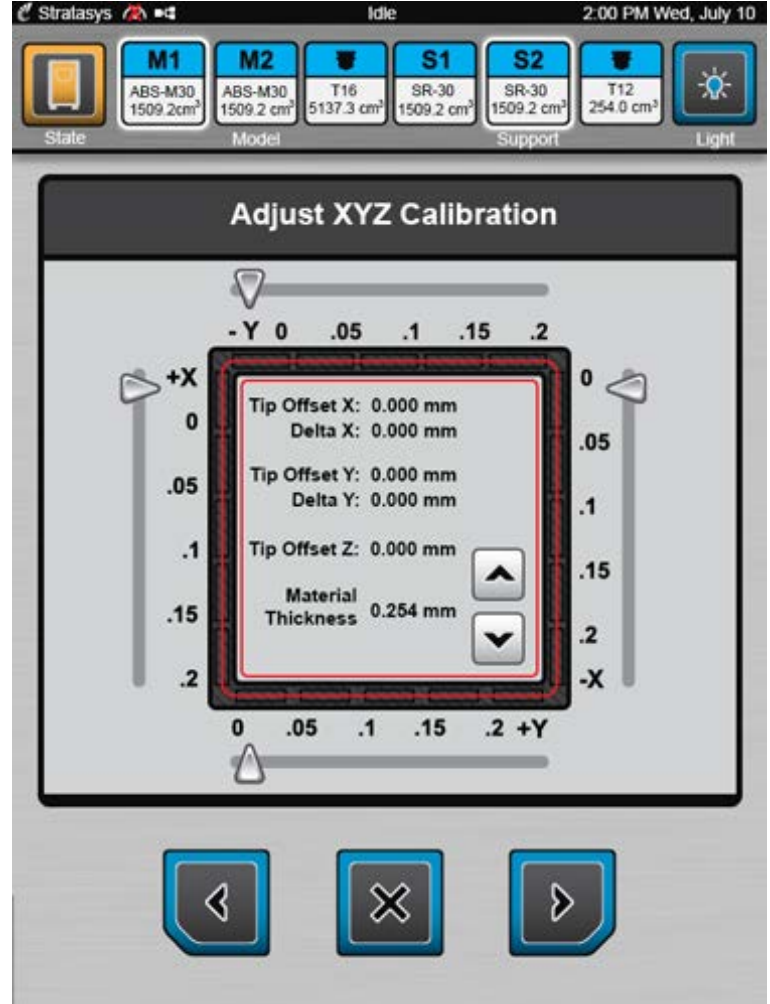 Stratasys Idle 2:00 PM Wed, July 10
M1 M2 S1 S2
ABS-M30 ABS-M30 T16 SR-30 SR-30 T12
1509.2cm³ 1509.2 cm³ 5137.3 cm³ 1509.2 cm³ 1509.2 cm³ 254.0 cm³
State Model Support Light
Adjust XYZ Calibration
- Y 0 .05 .1 .15 .2
+X 0
Tip Offset X: 0.000 mm
0 Delta X: 0.000 mm .05
Tip Offset Y: 0.000 mm
.05 Delta Y: 0.000 mm .1
.1 Tip Offset Z: 0.000 mm .15
Material
.15 Thickness 0.254 mm .2
.2 -X
0 .05 .1 .15 .2 +Y